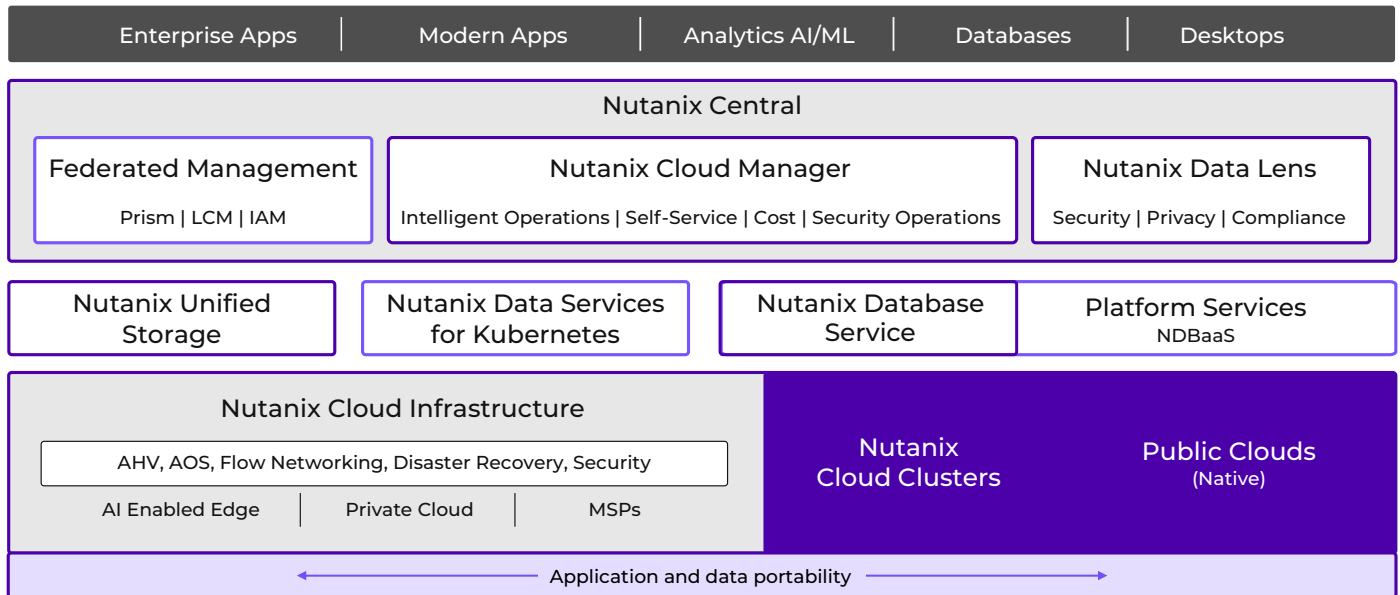 Enterprise Apps | Modern Apps | Analytics AI/ML | Databases | Desktops
Nutanix Central
Federated Management
Prism | LCM | IAM
Nutanix Cloud Manager
Intelligent Operations | Self-Service | Cost | Security Operations
Nutanix Data Lens
Security | Privacy | Compliance
Nutanix Unified
Storage
Nutanix Data Services
for Kubernetes
Nutanix Database
Service
Platform Services
NDBaaS
Nutanix Cloud Infrastructure
AHV, AOS, Flow Networking, Disaster Recovery, Security
AI Enabled Edge | Private Cloud | MSPs
Nutanix
Cloud Clusters
Public Clouds
(Native)
Application and data portability